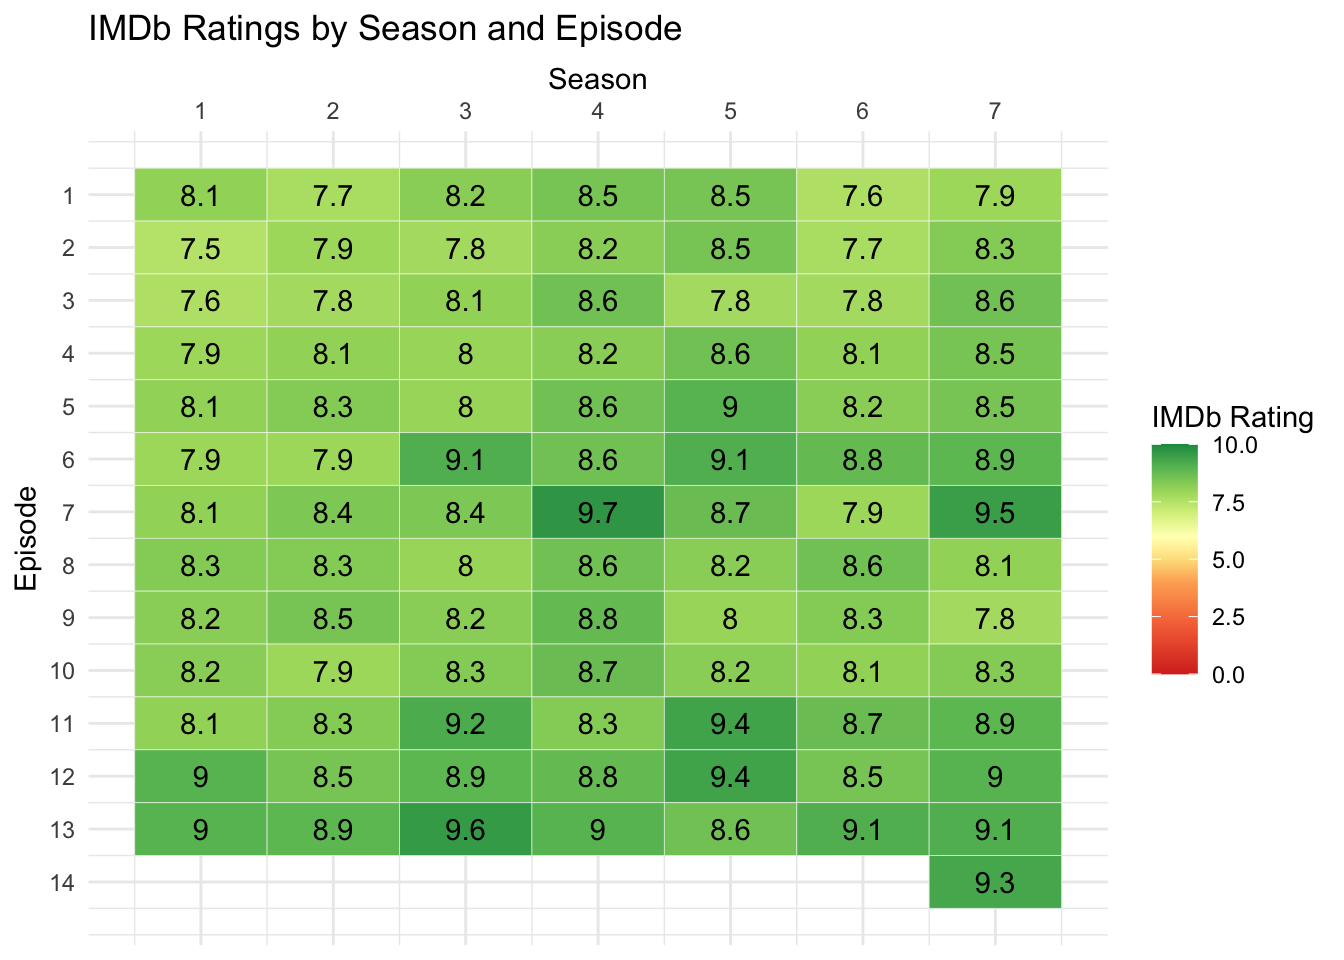 IMDb Ratings by Season and Episode
Season
1 2 3 4 5 6 7
1 8.1 7.7 8.2 8.5 8.5 7.6 7.9
2 7.5 7.9 7.8 8.2 8.5 7.7 8.3
3 7.6 7.8 8.1 8.6 7.8 7.8 8.6
4 7.9 8.1 8 8.2 8.6 8.1 8.5
5 8.1 8.3 8 8.6 9 8.2 8.5
6 7.9 7.9 9.1 8.6 9.1 8.8 8.9
7 8.1 8.4 8.4 9.7 8.7 7.9 9.5
8 8.3 8.3 8 8.6 8.2 8.6 8.1
9 8.2 8.5 8.2 8.8 8 8.3 7.8
10 8.2 7.9 8.3 8.7 8.2 8.1 8.3
11 8.1 8.3 9.2 8.3 9.4 8.7 8.9
12 9 8.5 8.9 8.8 9.4 8.5 9
13 9 8.9 9.6 9 8.6 9.1 9.1
14 9.3
Episode
IMDb Rating
10.0
7.5
5.0
2.5
0.0